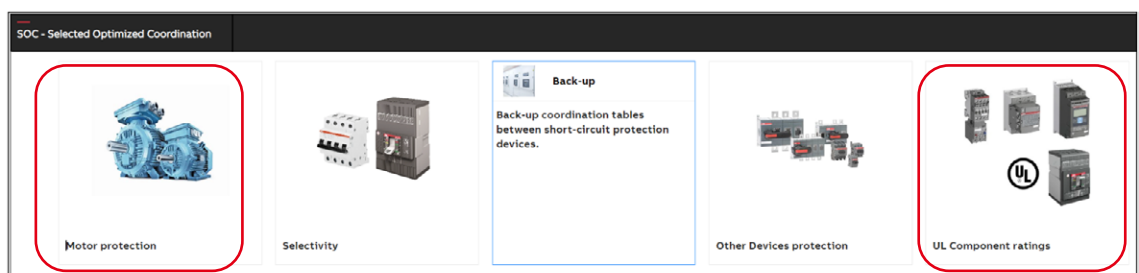 SOC - Selected Optimized Coordination
Motor protection
Selectivity
Back-up
Back-up coordination tables
between short-circuit protection
devices.
Other Devices protection
UL
UL Component ratings